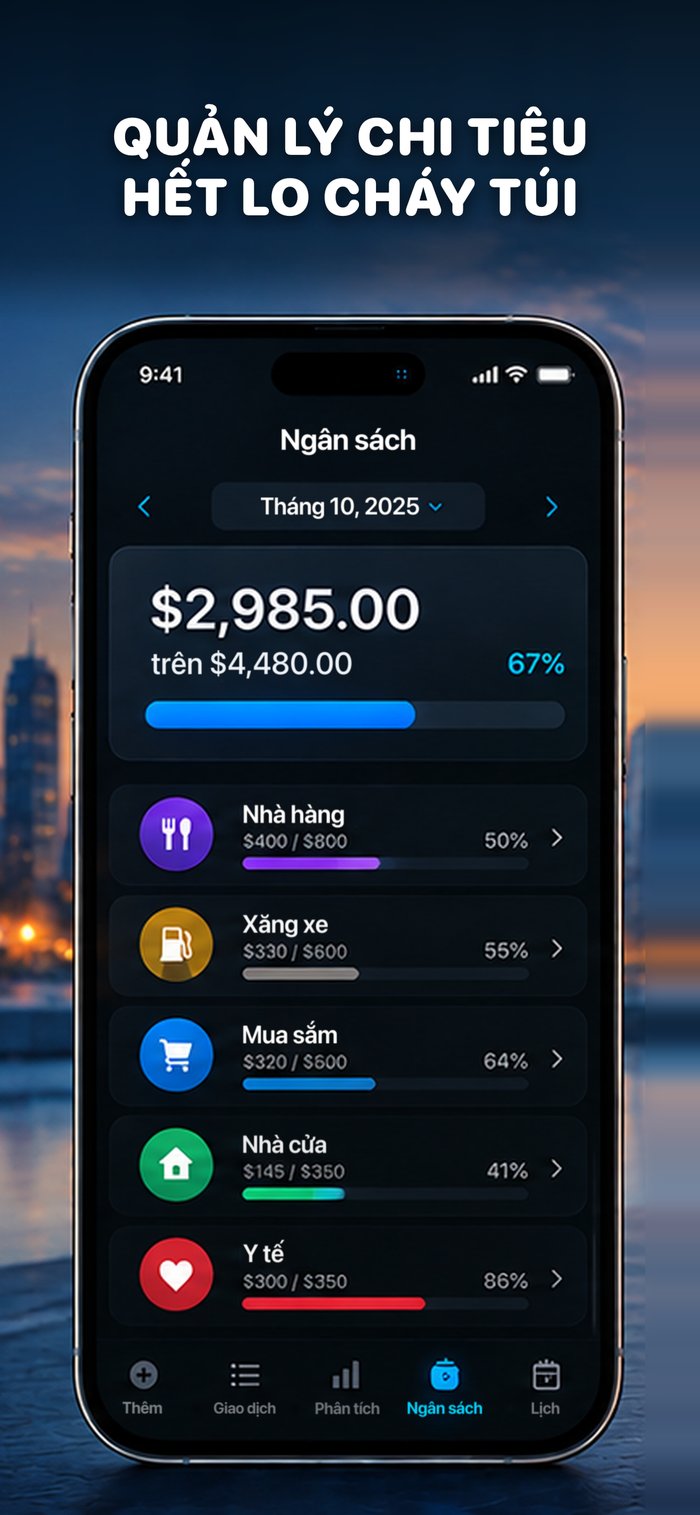 QUẢN LÝ CHI TIÊU
HẾT LO CHÁY TÚI
9:41
Ngân sách
Tháng 10, 2025
$2,985.00
trên $4,480.00
67%
Nhà hàng
$400 / $800
50%
Xăng xe
$330 / $600
55%
Mua sắm
$320 / $600
64%
Nhà cửa
$145 / $350
41%
Y tế
$300 / $350
86%
Thêm
Giao dịch
Phân tích
Ngân sách
Lịch